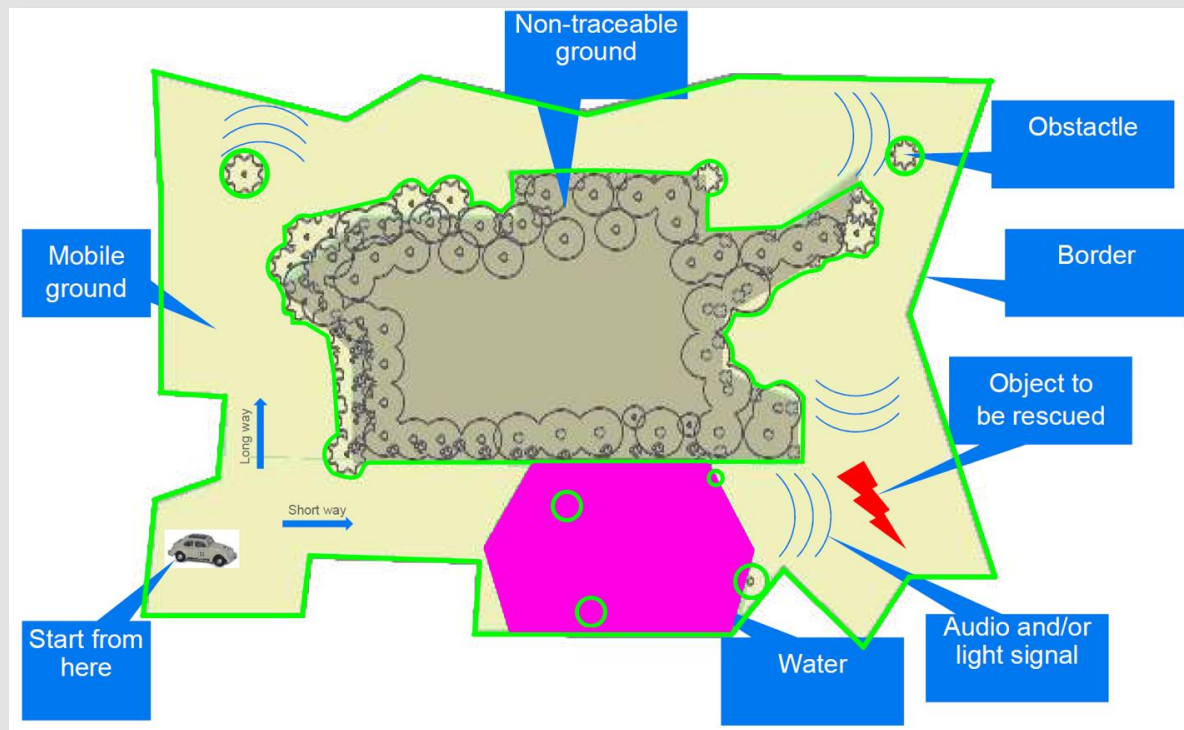 Non-traceable
ground
Obstactle
Mobile
ground
Border
Object to
be rescued
Long way
Short way
Start from
here
Water
Audio and/or
light signal